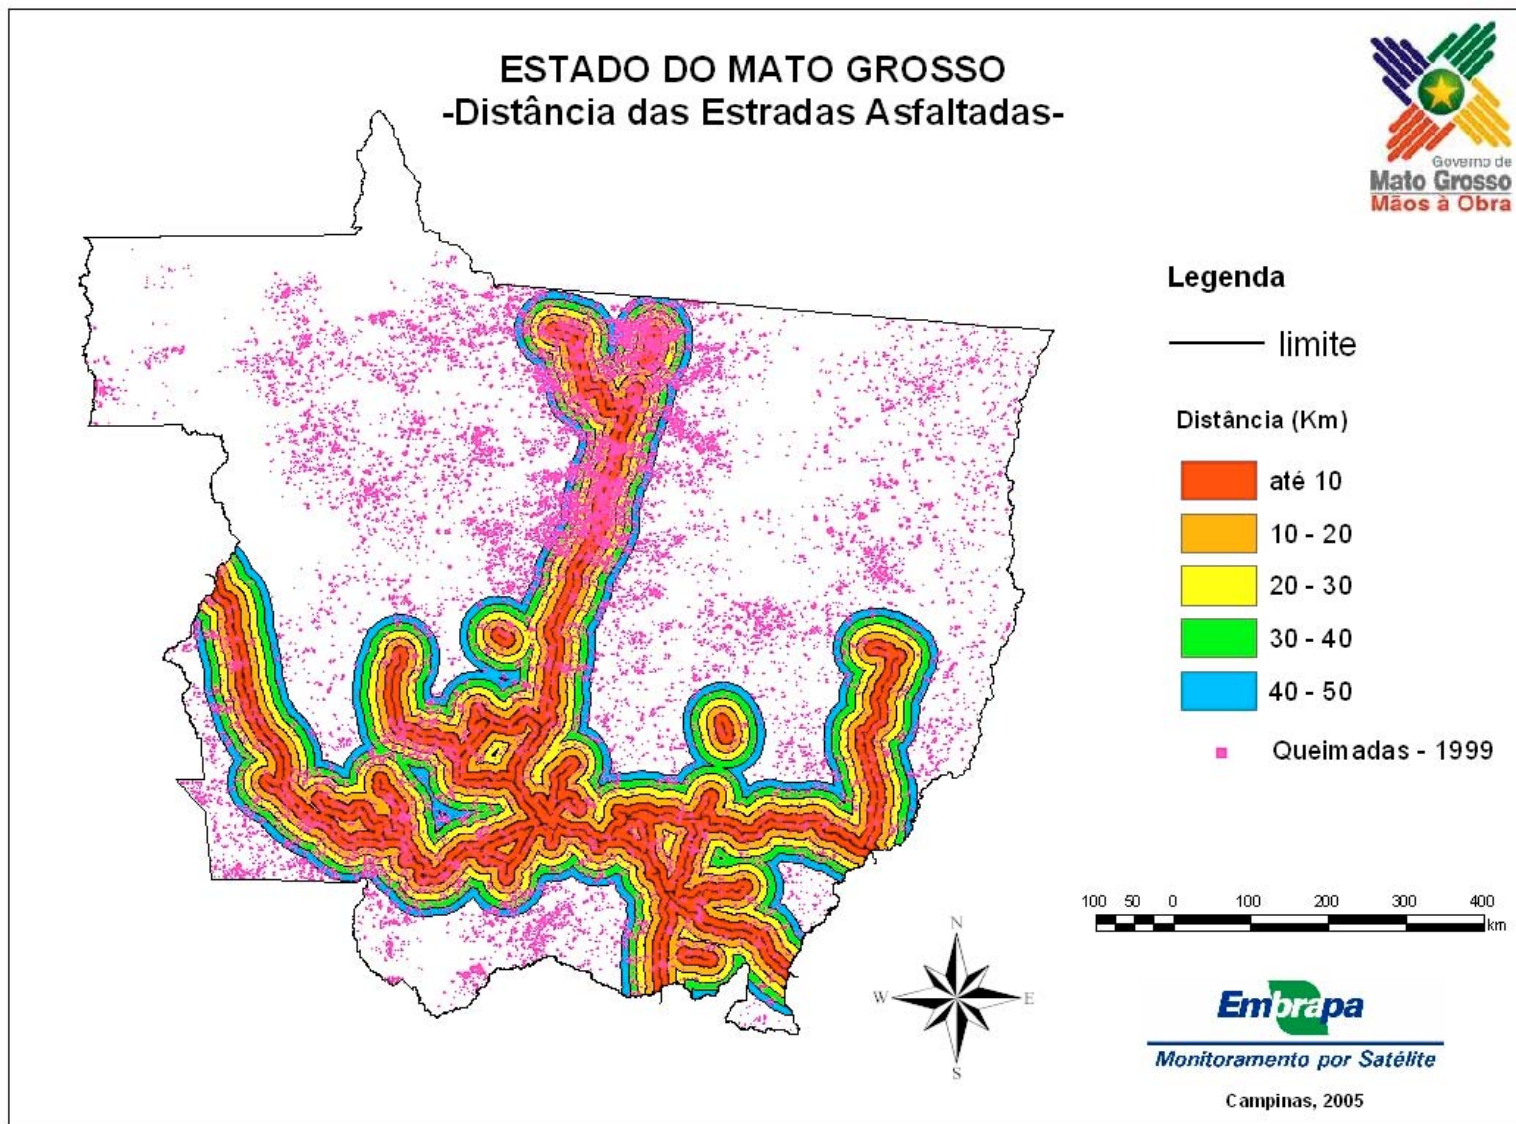 ESTADO DO MATO GROSSO
-Distância das Estradas Asfaltadas-
Governo de
Mato Grosso
Mãos à Obra
Legenda
limite
Distância (Km)
até 10
10 - 20
20 - 30
30 - 40
40 - 50
Queimadas - 1999
100 50 0 100 200 300 400
km
N
W E
S
Embrapa
Monitoramento por Satélite
Campinas, 2005